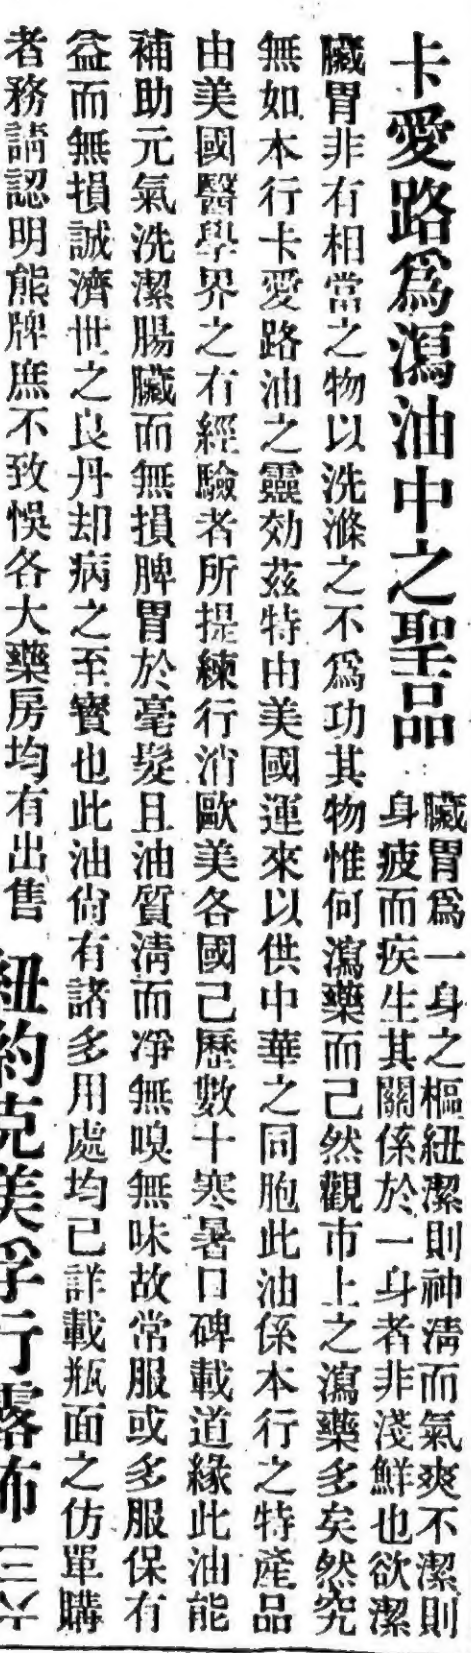 卡愛路爲瀉油中之聖品
臟胃爲一身之樞紐潔則神淸而氣爽不潔則
身疲而疾生其關係於一身者非淺鮮也欲潔
臟胃非有相當之物以洗滌之不爲功其物惟何瀉藥而已然觀市上之瀉藥多矣然究
無如本行卡愛路油之靈効茲特由美國運來以供中華之同胞此油係本行之特產品
由美國醫學界之有經驗者所提練行消歐美各國己歷數十寒暑口碑載道緣此油能
補助元氣洗潔腸臟而無損脾胃於毫髮且油質淸而凈無嗅無味故常服或多服保有
益而無損誠濟世之良丹却病之至寳也此油尙有諸多用處均已詳載瓶面之仿單購
者務請認明熊牌庶不致悞各大藥房均有出售
紐約克美孚行露佈